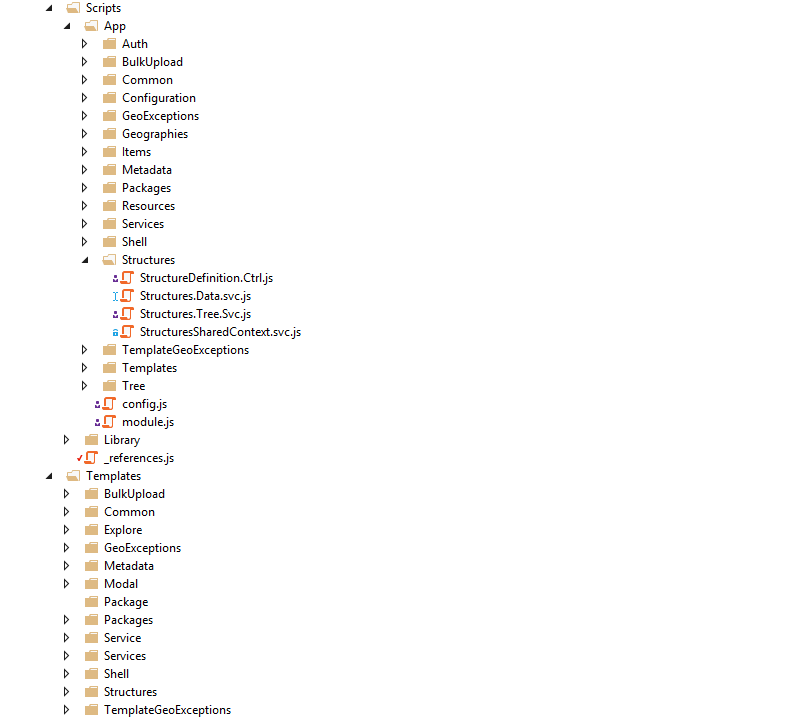 Scripts
App
Auth
BulkUpload
Common
Configuration
GeoExceptions
Geographies
Items
Metadata
Packages
Resources
Services
Shell
Structures
StructureDefinition.Ctrl.js
Structures.Data.svc.js
Structures.Tree.Svc.js
StructuresSharedContext.svc.js
TemplateGeoExceptions
Templates
Tree
config.js
module.js
Library
_references.js
Templates
BulkUpload
Common
Explore
GeoExceptions
Metadata
Modal
Package
Packages
Service
Services
Shell
Structures
TemplateGeoExceptions